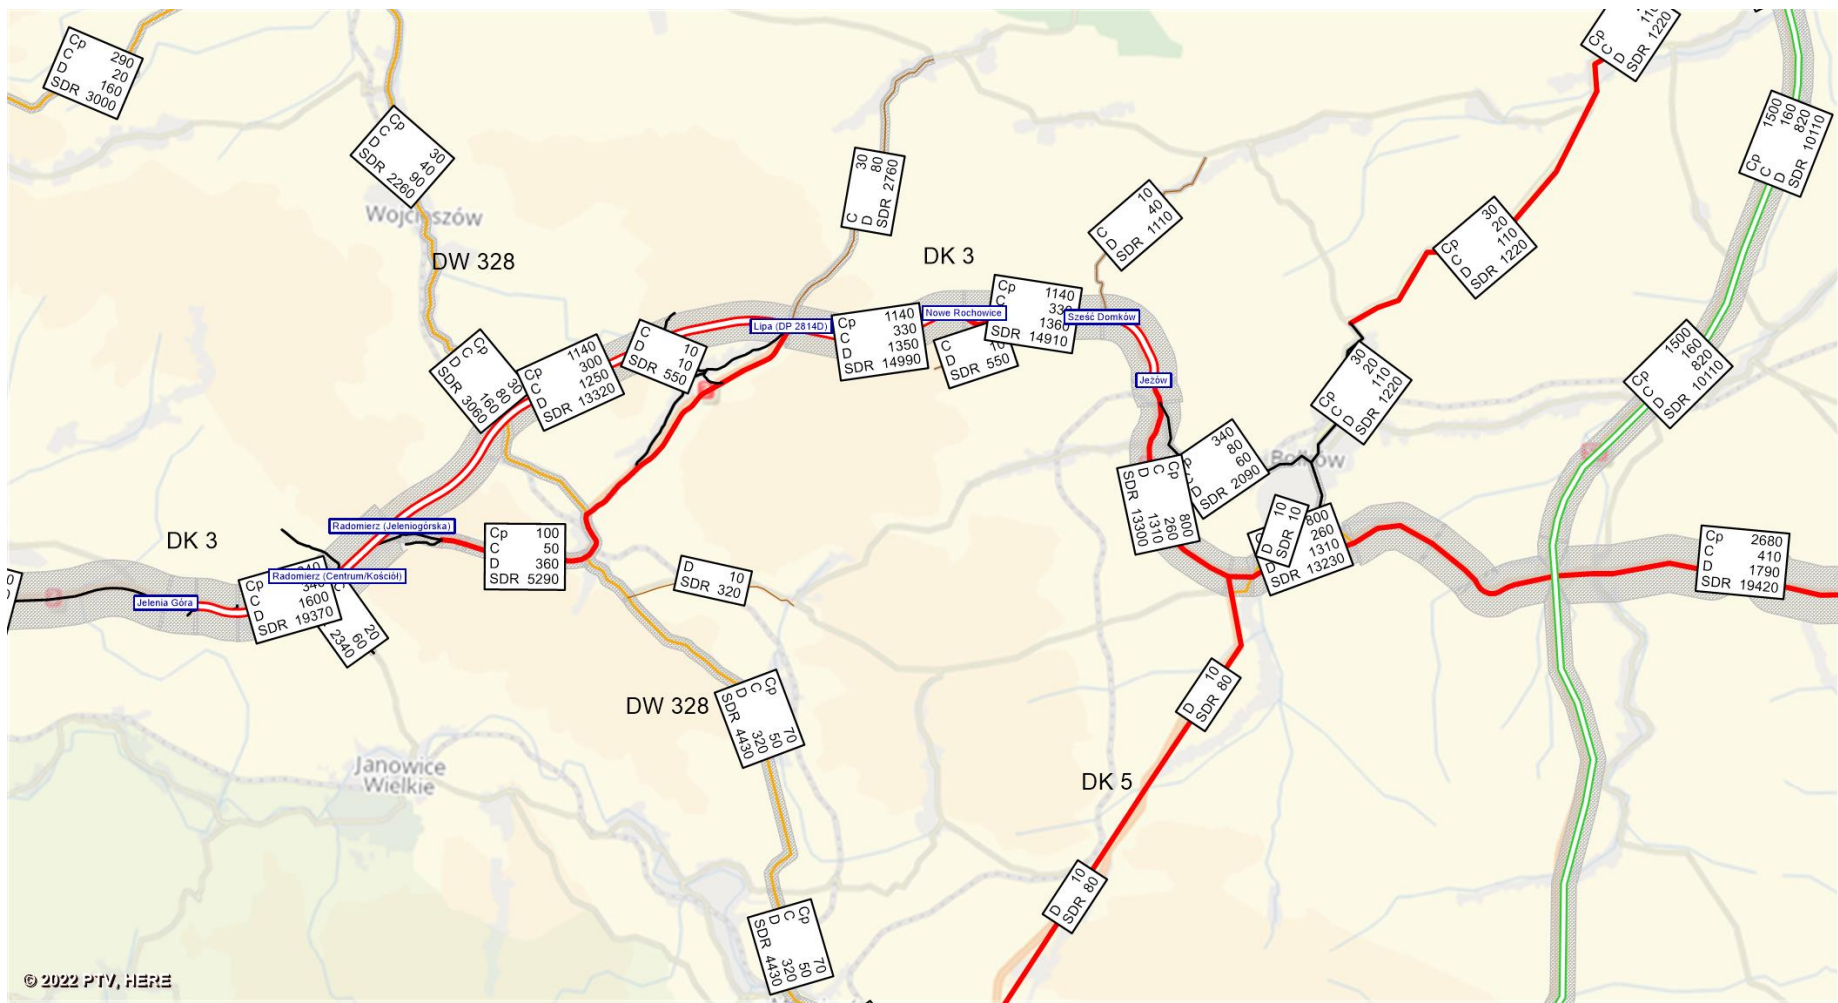 Cp 290
C 20
D 160
SDR 3000
Cp 30
C 40
D 90
SDR 2260
Wojcieszów
DW 328
C 30
D 80
SDR 2760
DK 3
C 10
D 40
SDR 1110
Cp 30
C 20
D 110
SDR 1220
Cp
C
D
SDR 1220
Cp 1500
C 160
D 820
SDR 10110
Cp 30
C 80
D 160
SDR 3060
Cp 1140
C 300
D 1250
SDR 13320
C 10
D 10
SDR 550
Lipa (DP 2814D)
Cp 1140
C 330
D 1350
SDR 14990
Nowe Rochowice
C
D 10
SDR 550
Cp 1140
C 330
D 1360
SDR 14910
Sześć Domków
Jeżów
Cp 30
C 20
D 110
SDR 1220
Cp 1500
C 160
D 820
SDR 10110
Bolków
340
80
D 60
SDR 2090
Cp 800
C 260
D 1310
SDR 13300
D 10
SDR 10
800
260
D 1310
SDR 13230
Cp 2680
C 410
D 1790
SDR 19420
DK 3
Radomierz (Jeleniogórska)
Radomierz (Centrum/Kościół)
Jelenia Góra
Cp
C 340
D 1600
SDR 19370
20
60
2340
Cp 100
C 50
D 360
SDR 5290
D 10
SDR 320
DW 328
Cp 70
C 50
D 320
SDR 4430
D 10
SDR 80
DK 5
Janowice
Wielkie
D 10
SDR 80
Cp 70
C 50
D 320
SDR 4430
© 2022 PTV, HERE